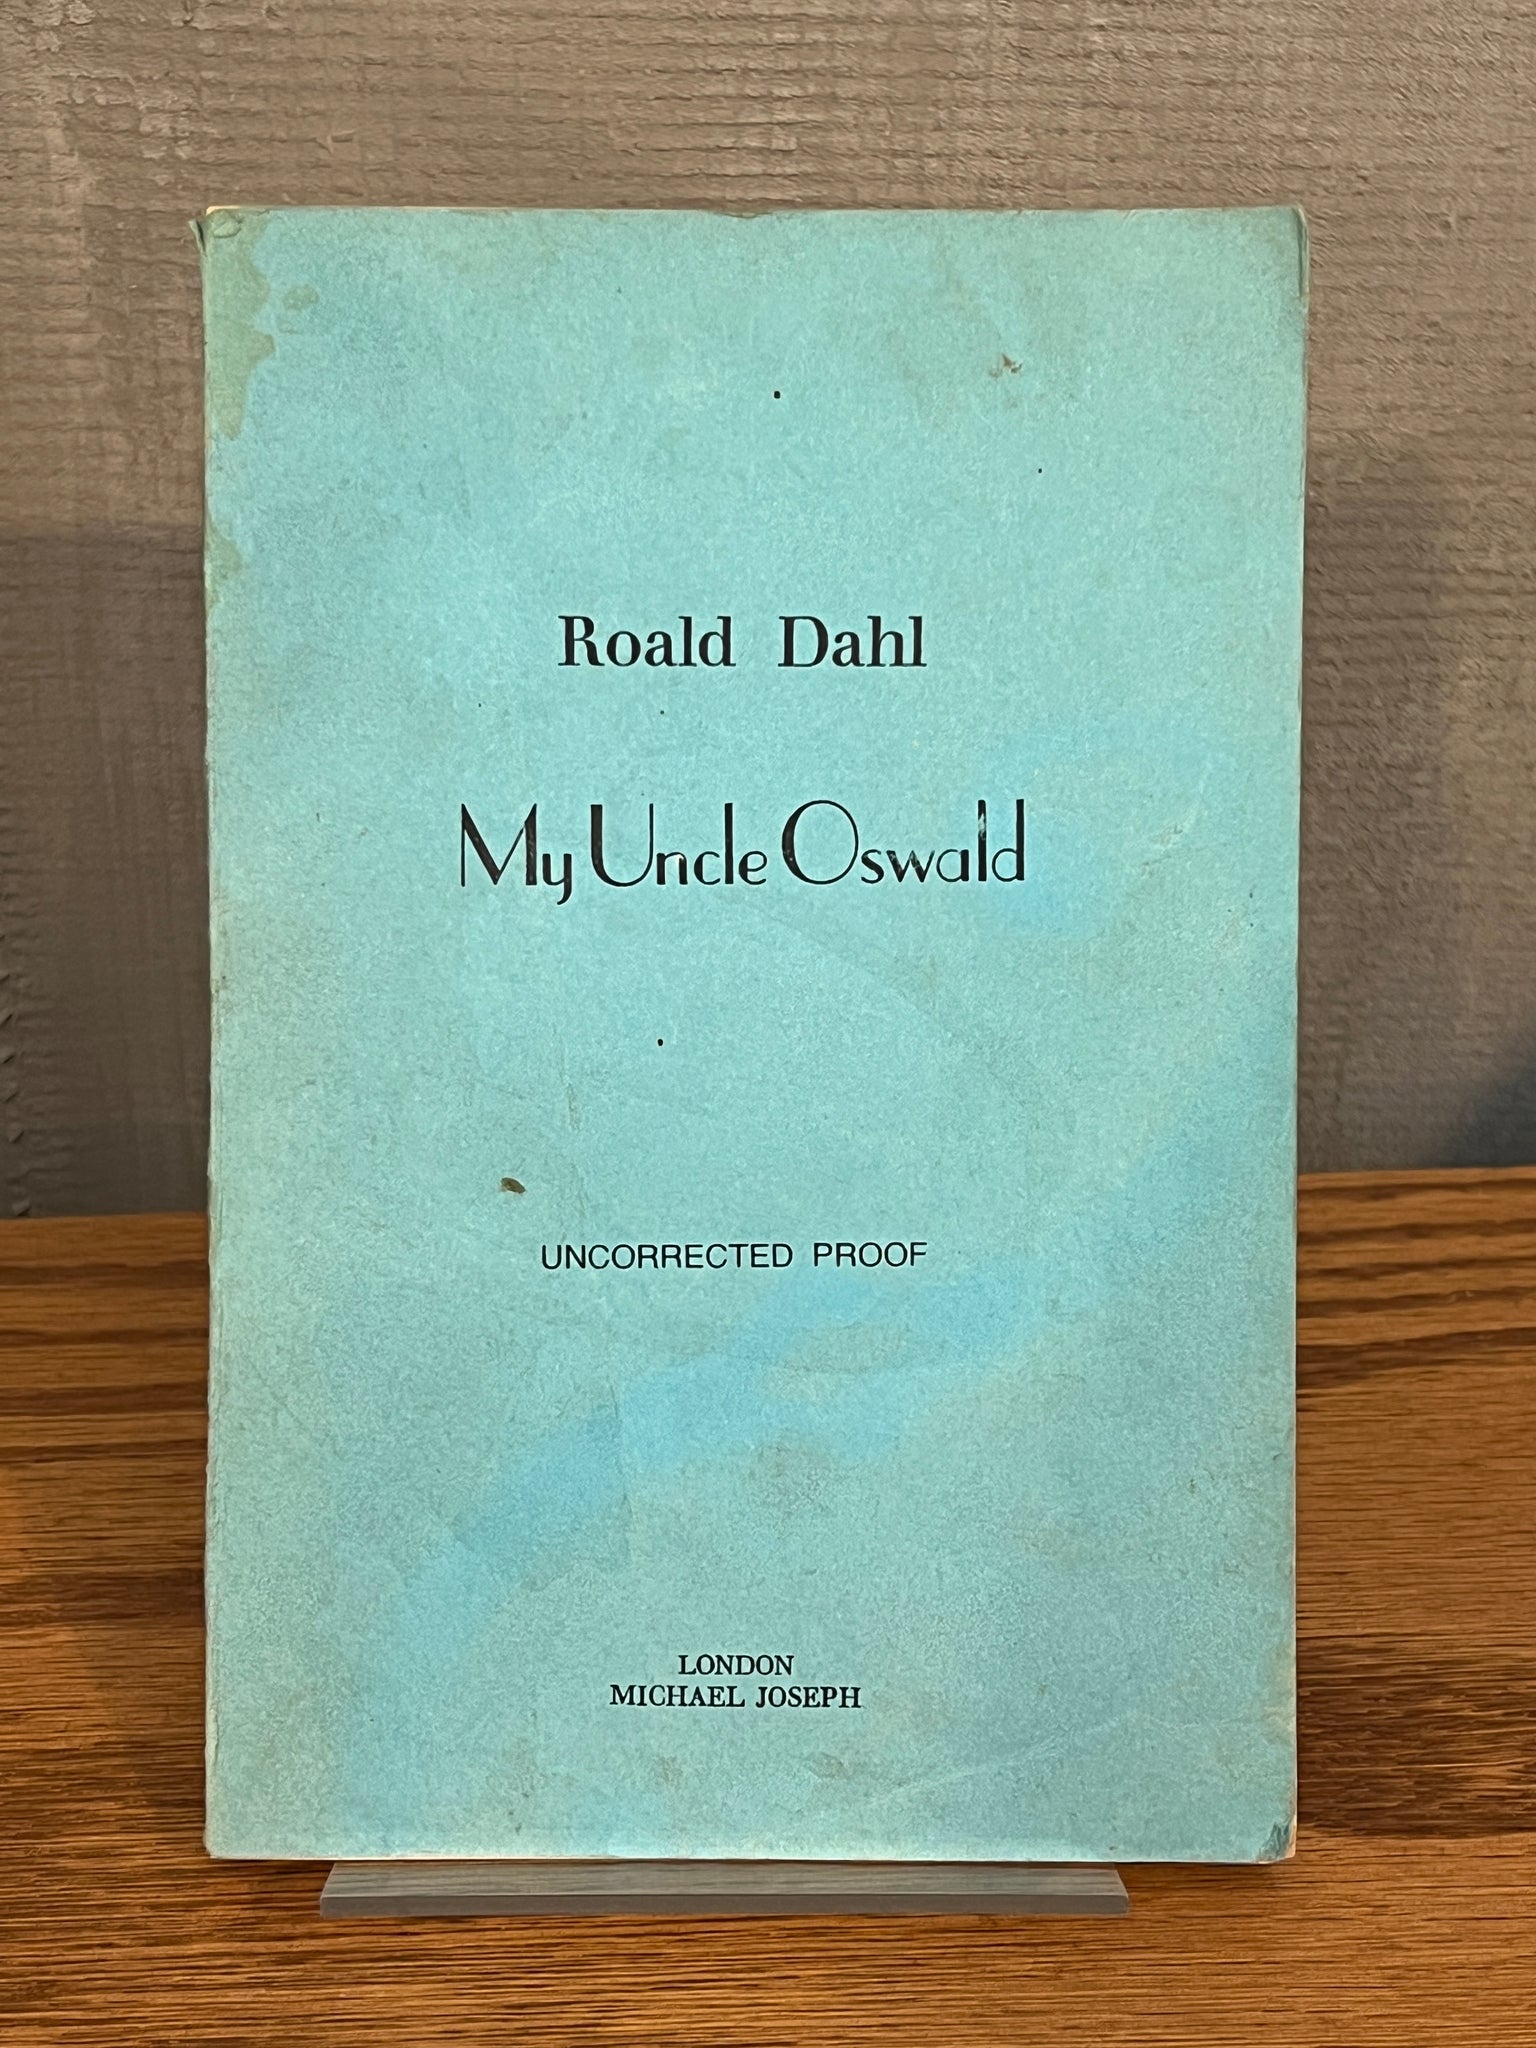 Roald Dahl
My Uncle Oswald
UNCORRECTED PROOF
LONDON
MICHAEL JOSEPH